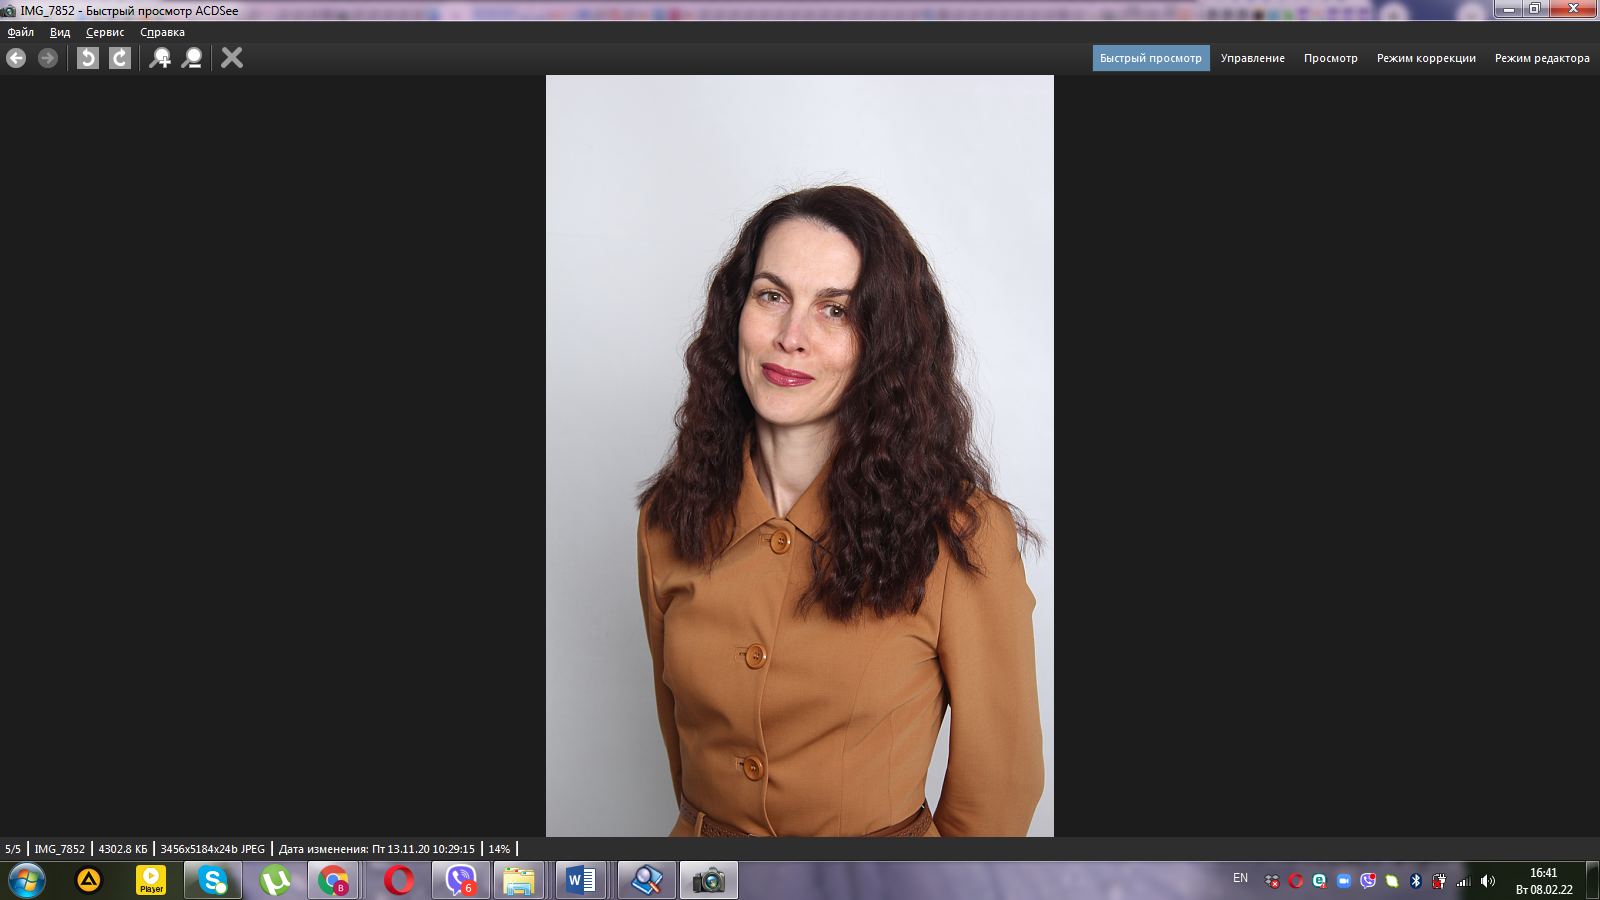 IMG_7852 - Быстрый просмотр ACDSee
Файл Вид Сервис Справка
Быстрый просмотр Управление Просмотр Режим коррекции Режим редактора
5/5 IMG_7852 4302.8 КБ 3456x5184x24b JPEG Дата изменения: Пт 13.11.20 10:29:15 14%
Player
B
6
W
EN
16:41
Вт 08.02.22